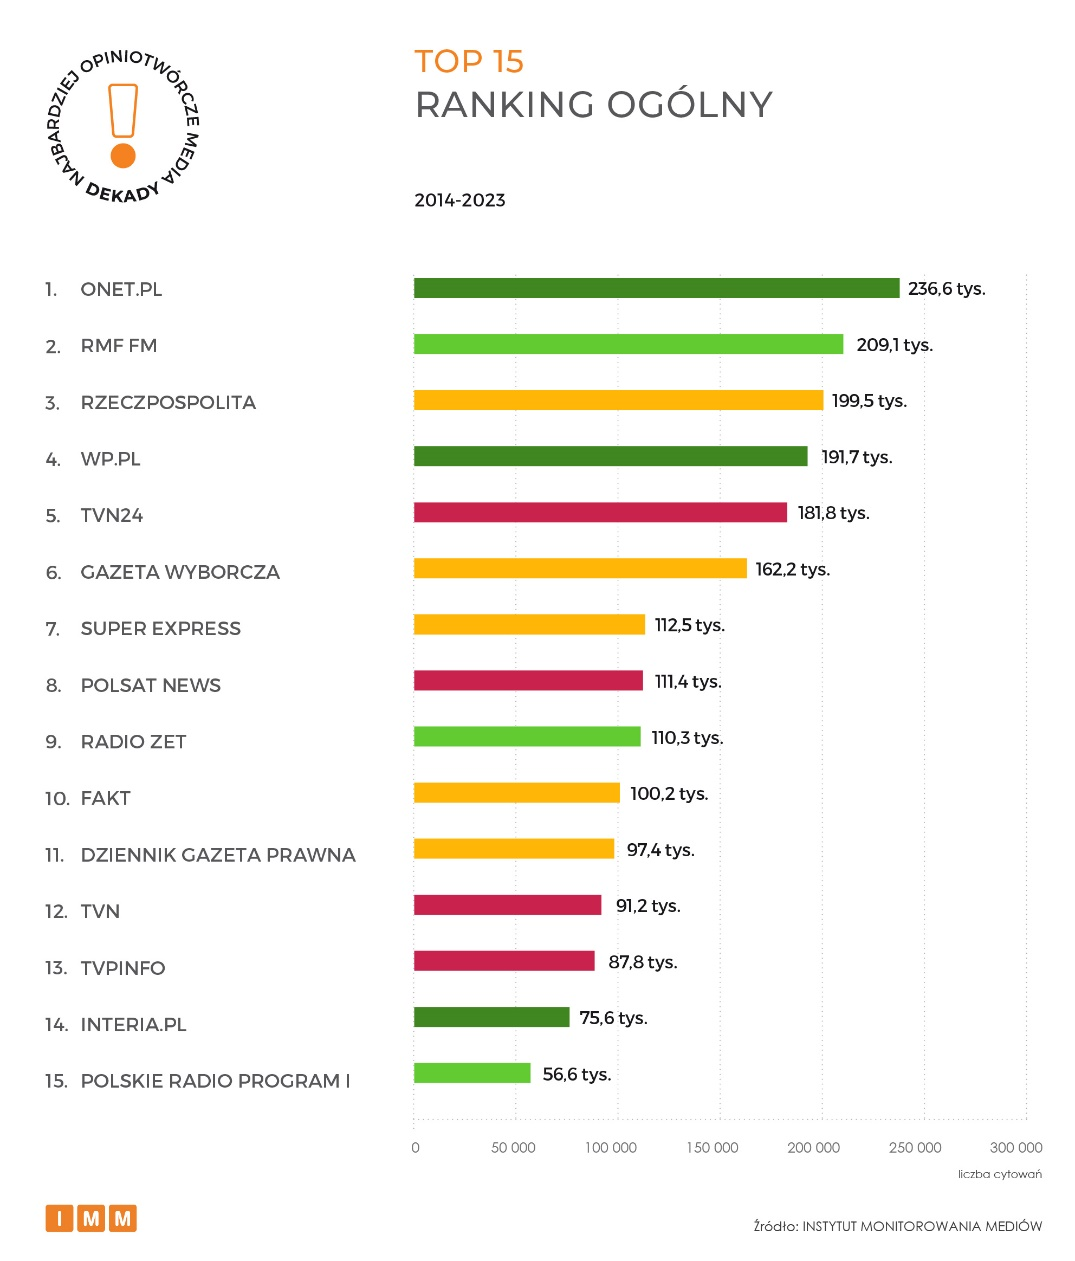 NAJBARDZIEJ OPINIOTWÓRCZE MEDIA
DEKADY
TOP 15
RANKING OGÓLNY
2014-2023
1. ONET.PL 236,6 tys.
2. RMF FM 209,1 tys.
3. RZECZPOSPOLITA 199,5 tys.
4. WP.PL 191,7 tys.
5. TVN24 181,8 tys.
6. GAZETA WYBORCZA 162,2 tys.
7. SUPER EXPRESS 112,5 tys.
8. POLSAT NEWS 111,4 tys.
9. RADIO ZET 110,3 tys.
10. FAKT 100,2 tys.
11. DZIENNIK GAZETA PRAWNA 97,4 tys.
12. TVN 91,2 tys.
13. TVPINFO 87,8 tys.
14. INTERIA.PL 75,6 tys.
15. POLSKIE RADIO PROGRAM I 56,6 tys.
0 50 000 100 000 150 000 200 000 250 000 300 000
liczba cytowań
IMM
Źródło: INSTYTUT MONITOROWANIA MEDIÓW